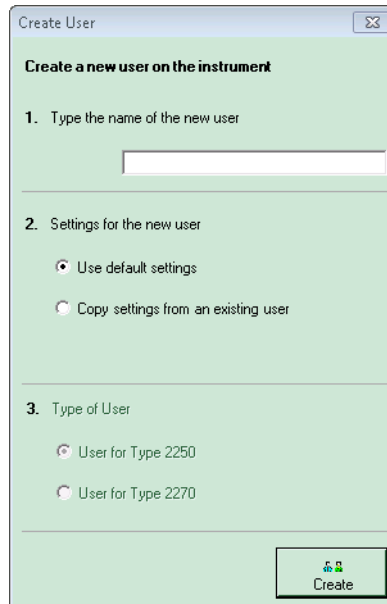 Create User
Create a new user on the instrument
1. Type the name of the new user
2. Settings for the new user
Use default settings
Copy settings from an existing user
3. Type of User
User for Type 2250
User for Type 2270
Create